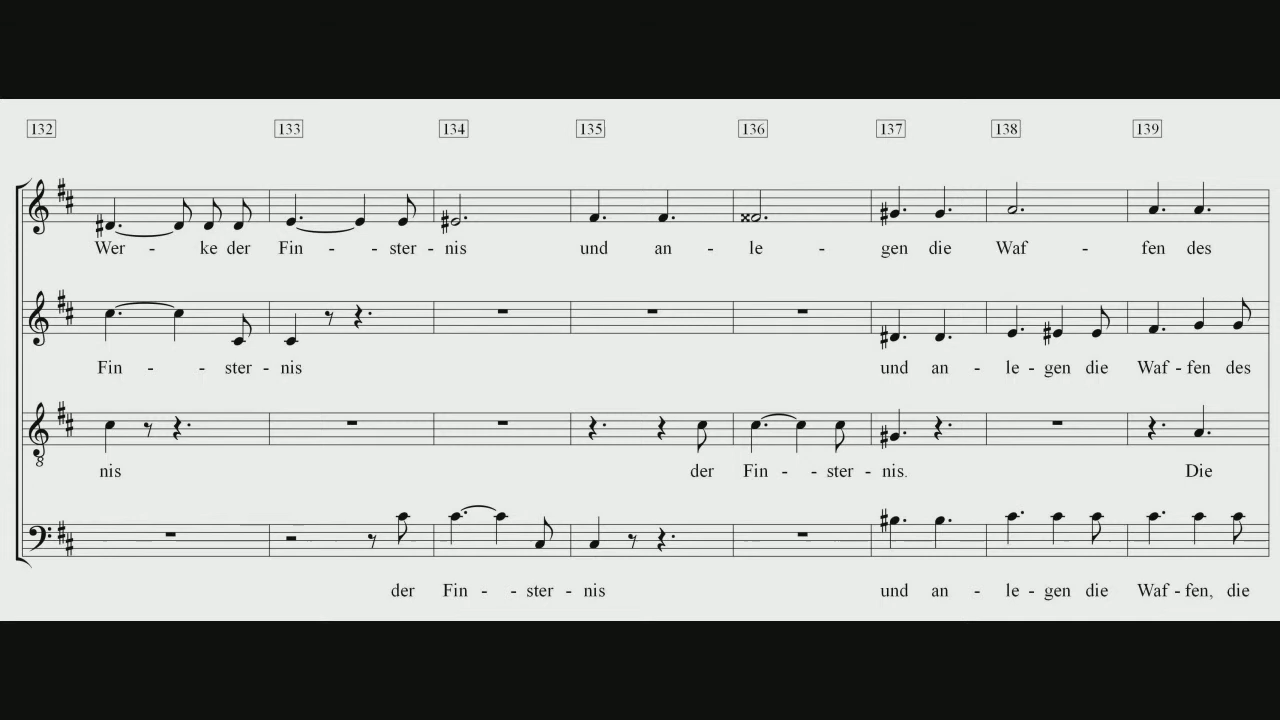 132 133 134 135 136 137 138 139
Wer - ke der Fin - - ster - nis und an - le - gen die Waf - fen des
Fin - - ster - nis und an - le - gen die Waf - fen des
8
nis der Fin - - ster - nis. Die
der Fin - - ster - nis und an - le - gen die Waf - fen, die